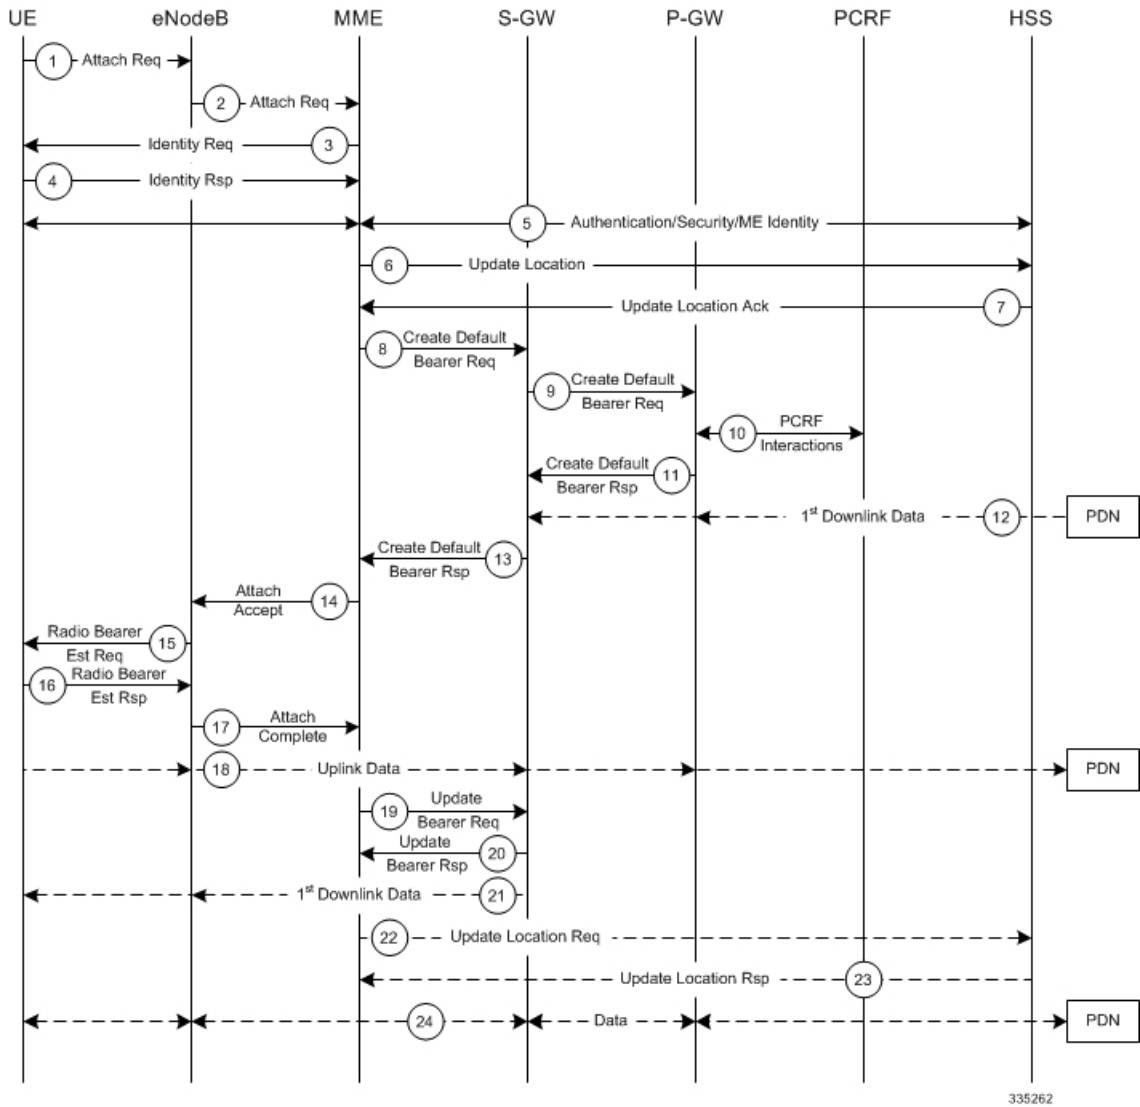 UE eNodeB MME S-GW P-GW PCRF HSS
1 Attach Req
2 Attach Req
Identity Req 3
4 Identity Rsp
5 Authentication/Security/ME Identity
6 Update Location
Update Location Ack 7
8 Create Default
Bearer Req
9 Create Default
Bearer Req
10 PCRF
Interactions
Create Default 11
Bearer Rsp
1st Downlink Data 12 PDN
Create Default 13
Bearer Rsp
Attach 14
Accept
Radio Bearer 15
Est Req
16 Radio Bearer
Est Rsp
17 Attach
Complete
18 Uplink Data PDN
19 Update
Bearer Req
Update 20
Bearer Rsp
1st Downlink Data 21
22 Update Location Req
Update Location Rsp 23
24 Data PDN
335262